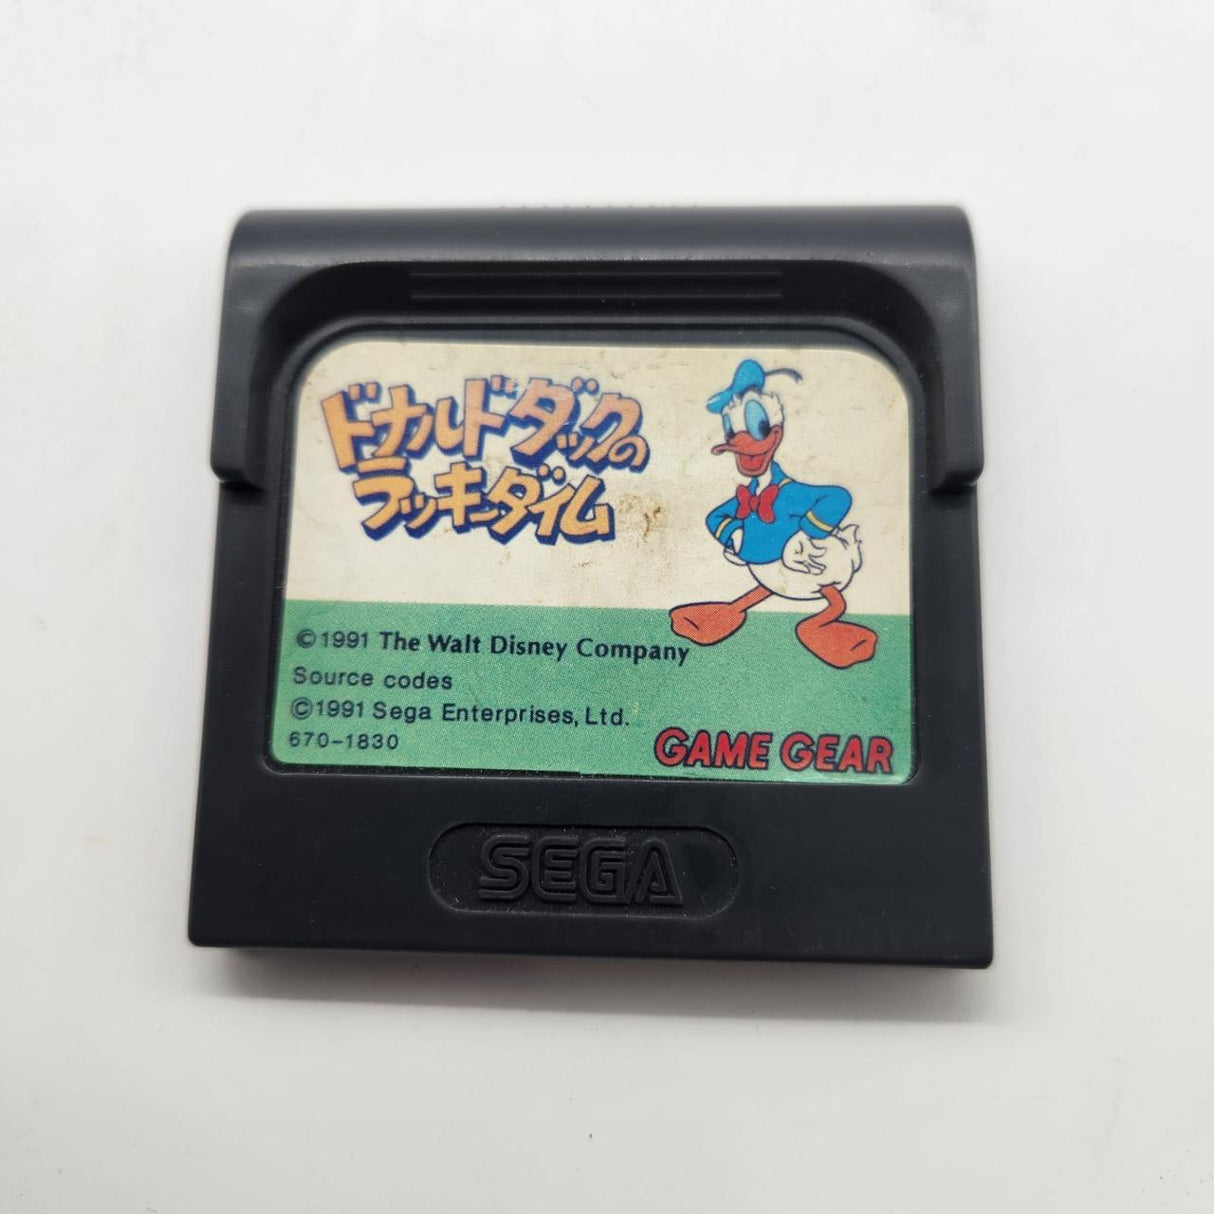 ドナルドダックの
ラッキーダイム
©1991 The Walt Disney Company
Source codes
©1991 Sega Enterprises, Ltd.
670-1830
GAME GEAR
SEGA